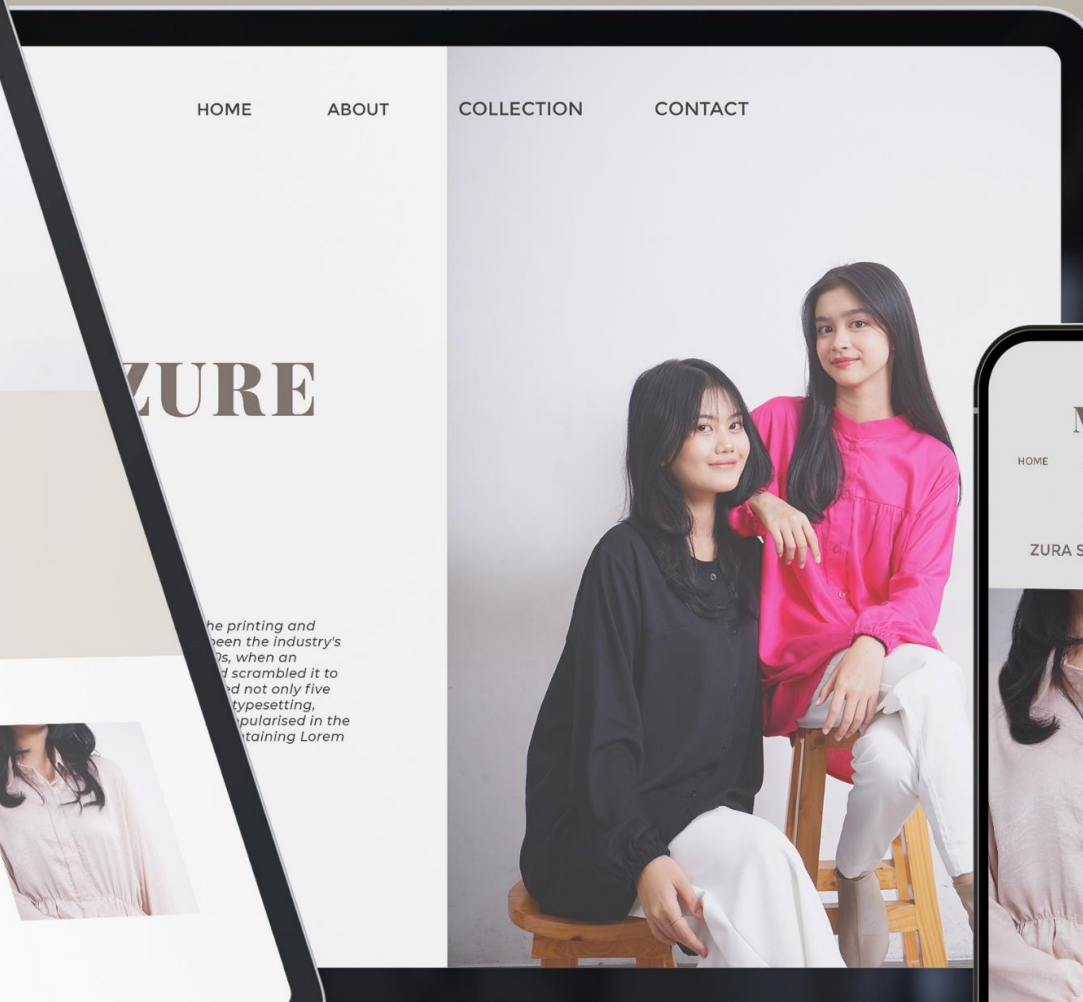 HOME ABOUT COLLECTION CONTACT
ZURE
he printing and
been the industry's
0s, when an
d scrambled it to
ed not only five
typesetting,
opularised in the
ntaining Lorem
M
HOME
ZURA S